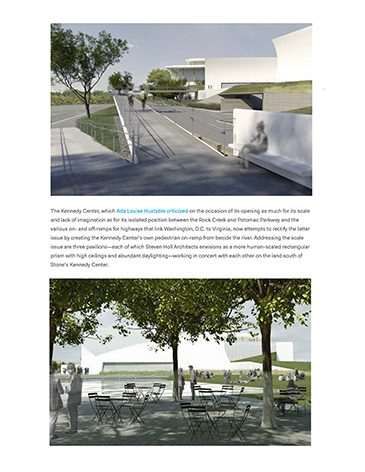 The Kennedy Center, which Ada Louise Huxtable criticized on the occasion of its opening as much for its scale
and lack of imagination as for its isolated position between the Rock Creek and Potomac Parkway and the
various on- and off-ramps for highways that link Washington, D.C. to Virginia, now attempts to rectify the latter
issue by creating the Kennedy Center's own pedestrian on-ramp from beside the river. Addressing the scale
issue are three pavilions—each of which Steven Holl Architects envisions as a more human-scaled rectangular
prism with high ceilings and abundant daylighting—working in concert with each other on the land south of
Stone's Kennedy Center.